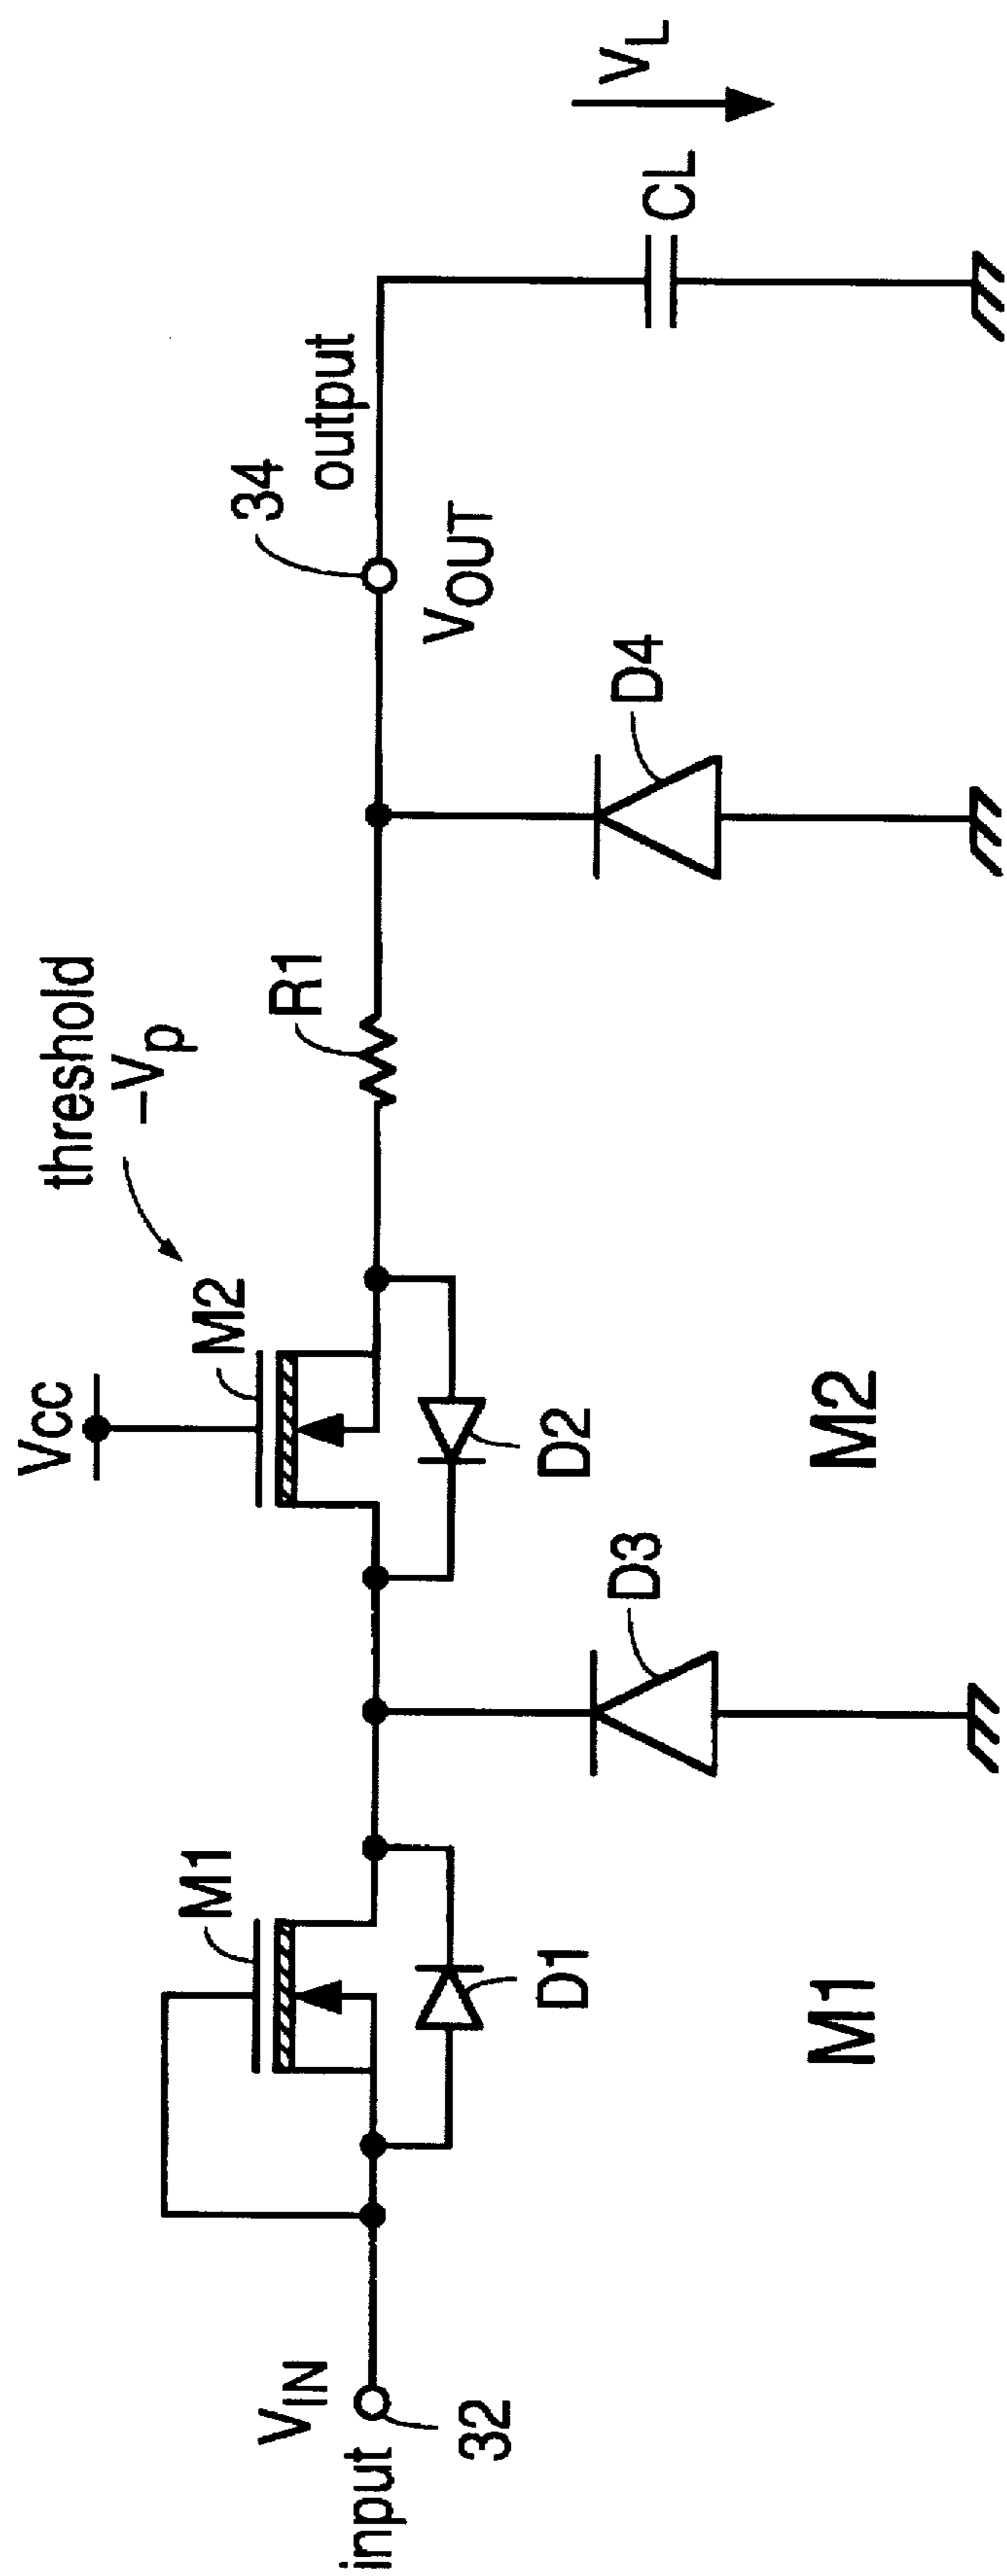 input
VIN
32
M1
D1
M1
D3
Vcc
M2
D2
M2
threshold
–Vp
R1
D4
34
VOUT
output
CL
VL